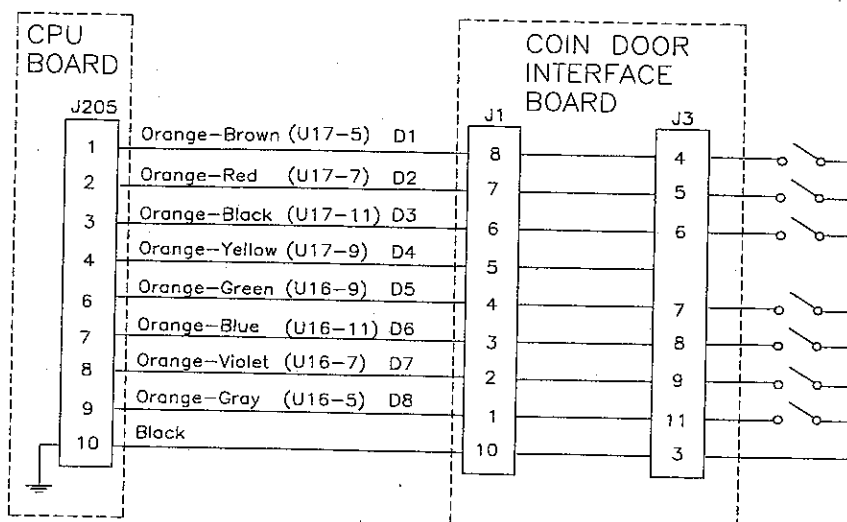 CPU
BOARD
COIN DOOR
INTERFACE
BOARD
J205
J1
J3
1 Orange-Brown (U17-5) D1 8 4
2 Orange-Red (U17-7) D2 7 5
3 Orange-Black (U17-11) D3 6 6
4 Orange-Yellow (U17-9) D4 5
6 Orange-Green (U16-9) D5 4 7
7 Orange-Blue (U16-11) D6 3 8
8 Orange-Violet (U16-7) D7 2 9
9 Orange-Gray (U16-5) D8 1 11
10 Black 10 3